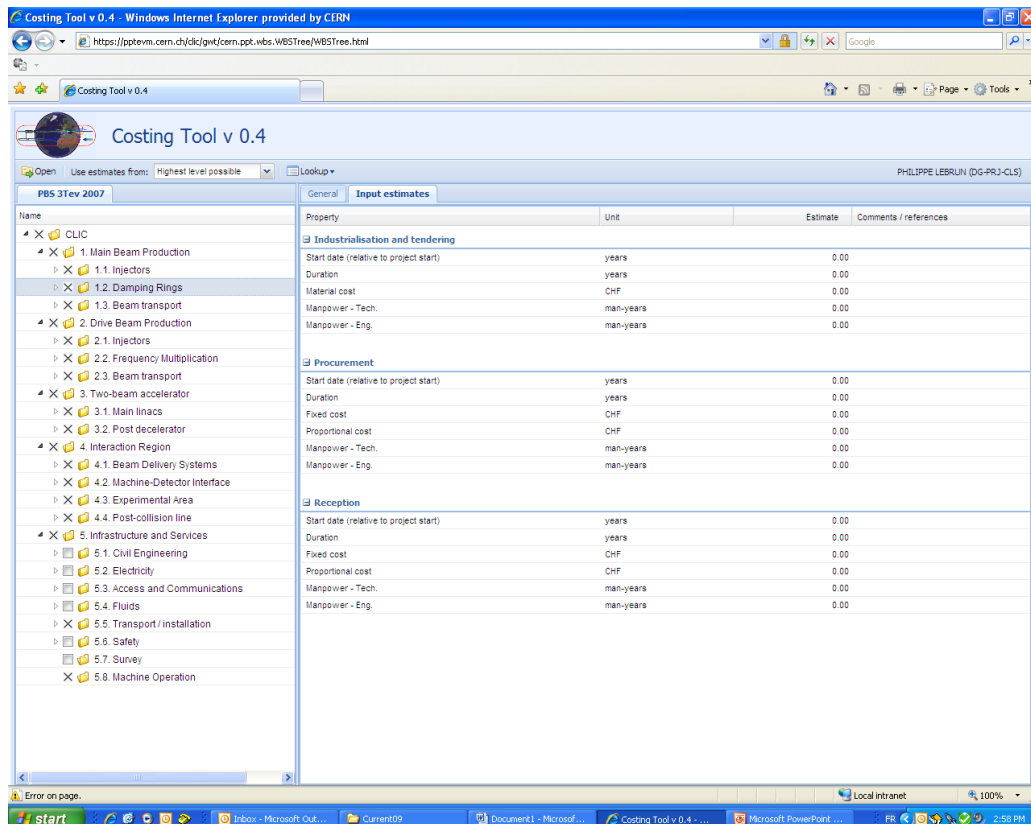 Costing Tool v 0.4 - Windows Internet Explorer provided by CERN
https://pptevm.cern.ch/clic/gwt/cern.ppt.wbs.WBSTree/WBSTree.html
Google
Costing Tool v 0.4
Page
Tools
Costing Tool v 0.4
Open Use estimates from: Highest level possible Lookup
PHILIPPE LEBRUN (DG-PRJ-CLS)
PBS 3Tev 2007
General Input estimates
Name
CLIC
1. Main Beam Production
1.1. Injectors
1.2. Damping Rings
1.3. Beam transport
2. Drive Beam Production
2.1. Injectors
2.2. Frequency Multiplication
2.3. Beam transport
3. Two-beam accelerator
3.1. Main linacs
3.2. Post decelerator
4. Interaction Region
4.1. Beam Delivery Systems
4.2. Machine-Detector Interface
4.3. Experimental Area
4.4. Post-collision line
5. Infrastructure and Services
5.1. Civil Engineering
5.2. Electricity
5.3. Access and Communications
5.4. Fluids
5.5. Transport / installation
5.6. Safety
5.7. Survey
5.8. Machine Operation
Property Unit Estimate Comments / references
Industrialisation and tendering
Start date (relative to project start) years 0.00
Duration years 0.00
Material cost CHF 0.00
Manpower - Tech. man-years 0.00
Manpower - Eng. man-years 0.00
Procurement
Start date (relative to project start) years 0.00
Duration years 0.00
Fixed cost CHF 0.00
Proportional cost CHF 0.00
Manpower - Tech. man-years 0.00
Manpower - Eng. man-years 0.00
Reception
Start date (relative to project start) years 0.00
Duration years 0.00
Fixed cost CHF 0.00
Proportional cost CHF 0.00
Manpower - Tech. man-years 0.00
Manpower - Eng. man-years 0.00
Error on page.
Local intranet
100%
start
Inbox - Microsoft Out...
Current09
Document1 - Microsof...
Costing Tool v 0.4 - ...
Microsoft PowerPoint ...
FR
2:58 PM